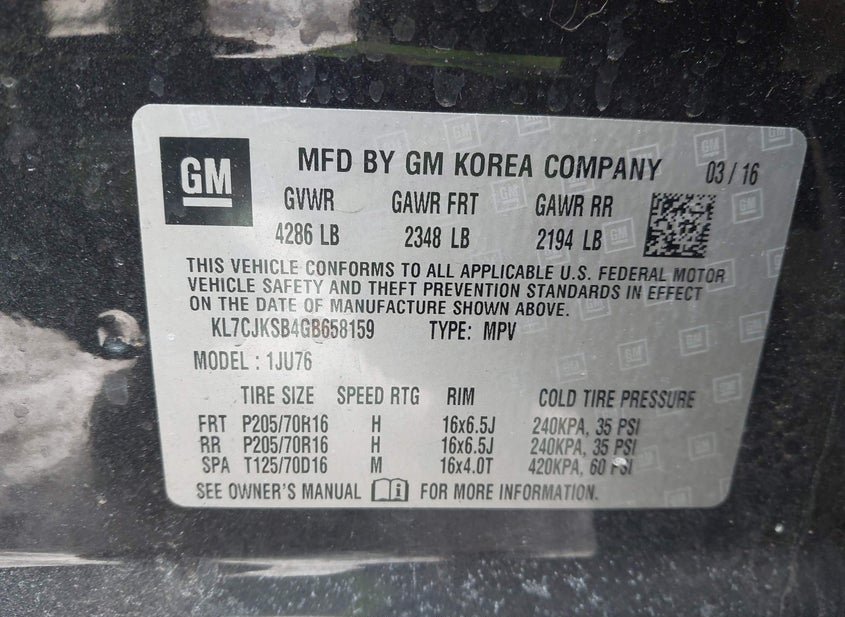 GM
MFD BY GM KOREA COMPANY 03 / 16
GVWR GAWR FRT GAWR RR
4286 LB 2348 LB 2194 LB
THIS VEHICLE CONFORMS TO ALL APPLICABLE U.S. FEDERAL MOTOR
VEHICLE SAFETY AND THEFT PREVENTION STANDARDS IN EFFECT
ON THE DATE OF MANUFACTURE SHOWN ABOVE.
KL7CJKSB4GB658159 TYPE: MPV
MODEL : 1JU76
TIRE SIZE SPEED RTG RIM COLD TIRE PRESSURE
FRT P205/70R16 H 16x6.5J 240KPA, 35 PSI
RR P205/70R16 H 16x6.5J 240KPA, 35 PSI
SPA T125/70D16 M 16x4.0T 420KPA, 60 PSI
SEE OWNER'S MANUAL FOR MORE INFORMATION.